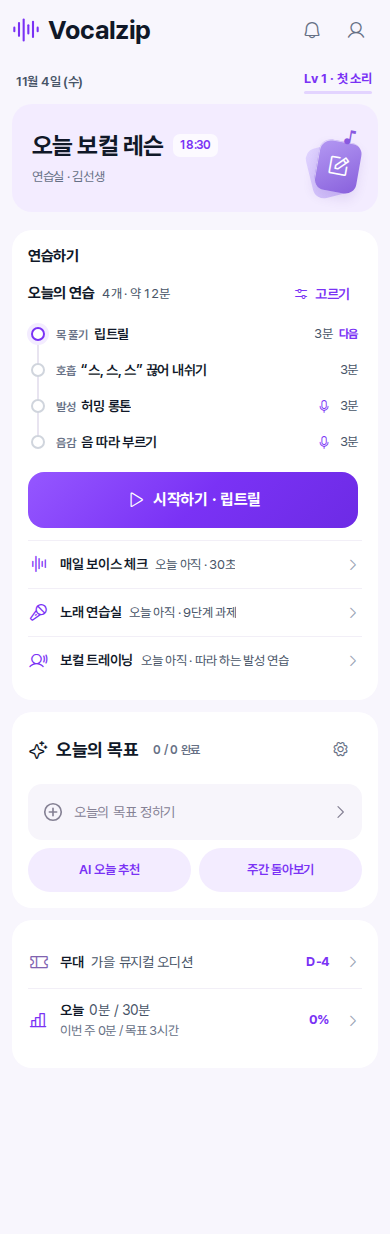 Vocalzip
11월 4일 (수)
Lv 1 · 첫 소리
오늘 보컬 레슨 18:30
연습실 · 김선생
연습하기
오늘의 연습 4개 · 약 12분 고르기
목 풀기 립트릴 3분 다음
호흡 “스, 스, 스” 끊어 내쉬기 3분
발성 허밍 롱톤 3분
음감 음 따라 부르기 3분
시작하기 · 립트릴
매일 보이스 체크 오늘 아직 · 30초
노래 연습실 오늘 아직 · 9단계 과제
보컬 트레이닝 오늘 아직 · 따라 하는 발성 연습
오늘의 목표 0 / 0 완료
오늘의 목표 정하기
AI 오늘 추천 주간 돌아보기
무대 가을 뮤지컬 오디션 D-4
오늘 0분 / 30분 0%
이번 주 0분 / 목표 3시간